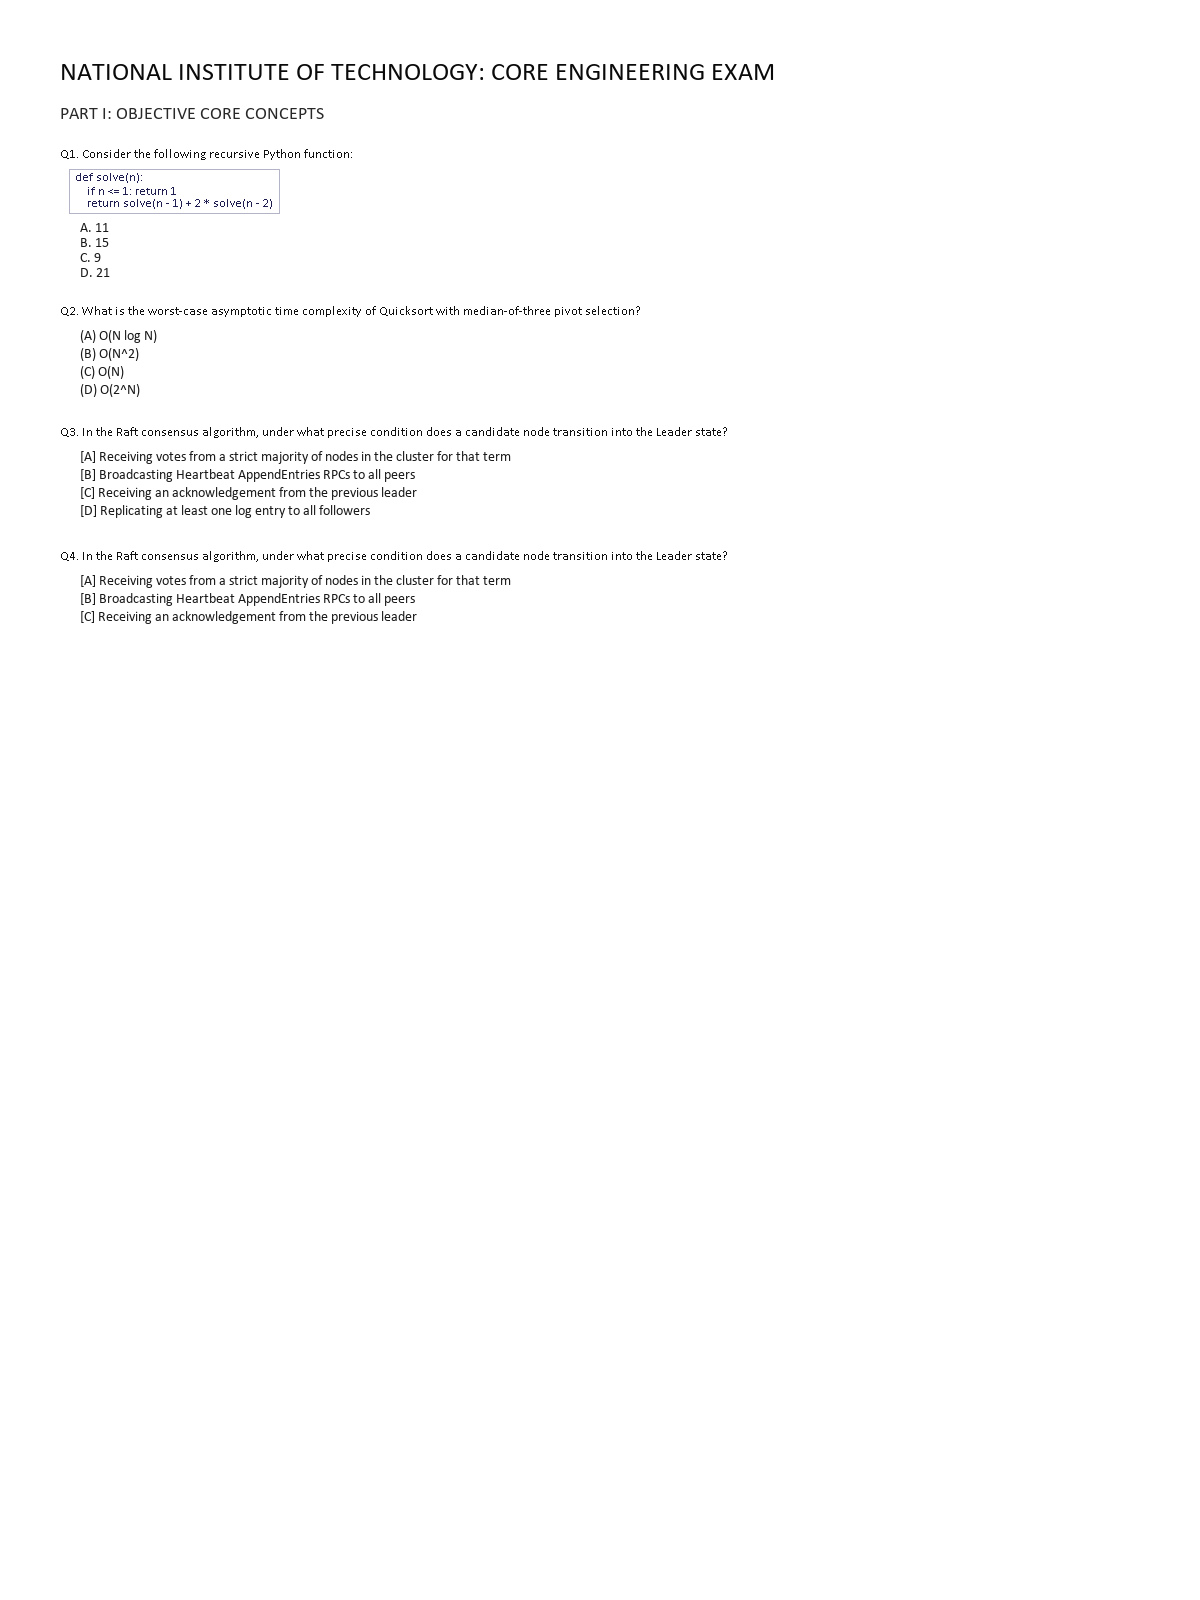 NATIONAL INSTITUTE OF TECHNOLOGY: CORE ENGINEERING EXAM
PART I: OBJECTIVE CORE CONCEPTS
Q1. Consider the following recursive Python function:
def solve(n):
    if n <= 1: return 1
    return solve(n - 1) + 2 * solve(n - 2)
A. 11
B. 15
C. 9
D. 21
Q2. What is the worst-case asymptotic time complexity of Quicksort with median-of-three pivot selection?
(A) O(N log N)
(B) O(N^2)
(C) O(N)
(D) O(2^N)
Q3. In the Raft consensus algorithm, under what precise condition does a candidate node transition into the Leader state?
[A] Receiving votes from a strict majority of nodes in the cluster for that term
[B] Broadcasting Heartbeat AppendEntries RPCs to all peers
[C] Receiving an acknowledgement from the previous leader
[D] Replicating at least one log entry to all followers
Q4. In the Raft consensus algorithm, under what precise condition does a candidate node transition into the Leader state?
[A] Receiving votes from a strict majority of nodes in the cluster for that term
[B] Broadcasting Heartbeat AppendEntries RPCs to all peers
[C] Receiving an acknowledgement from the previous leader